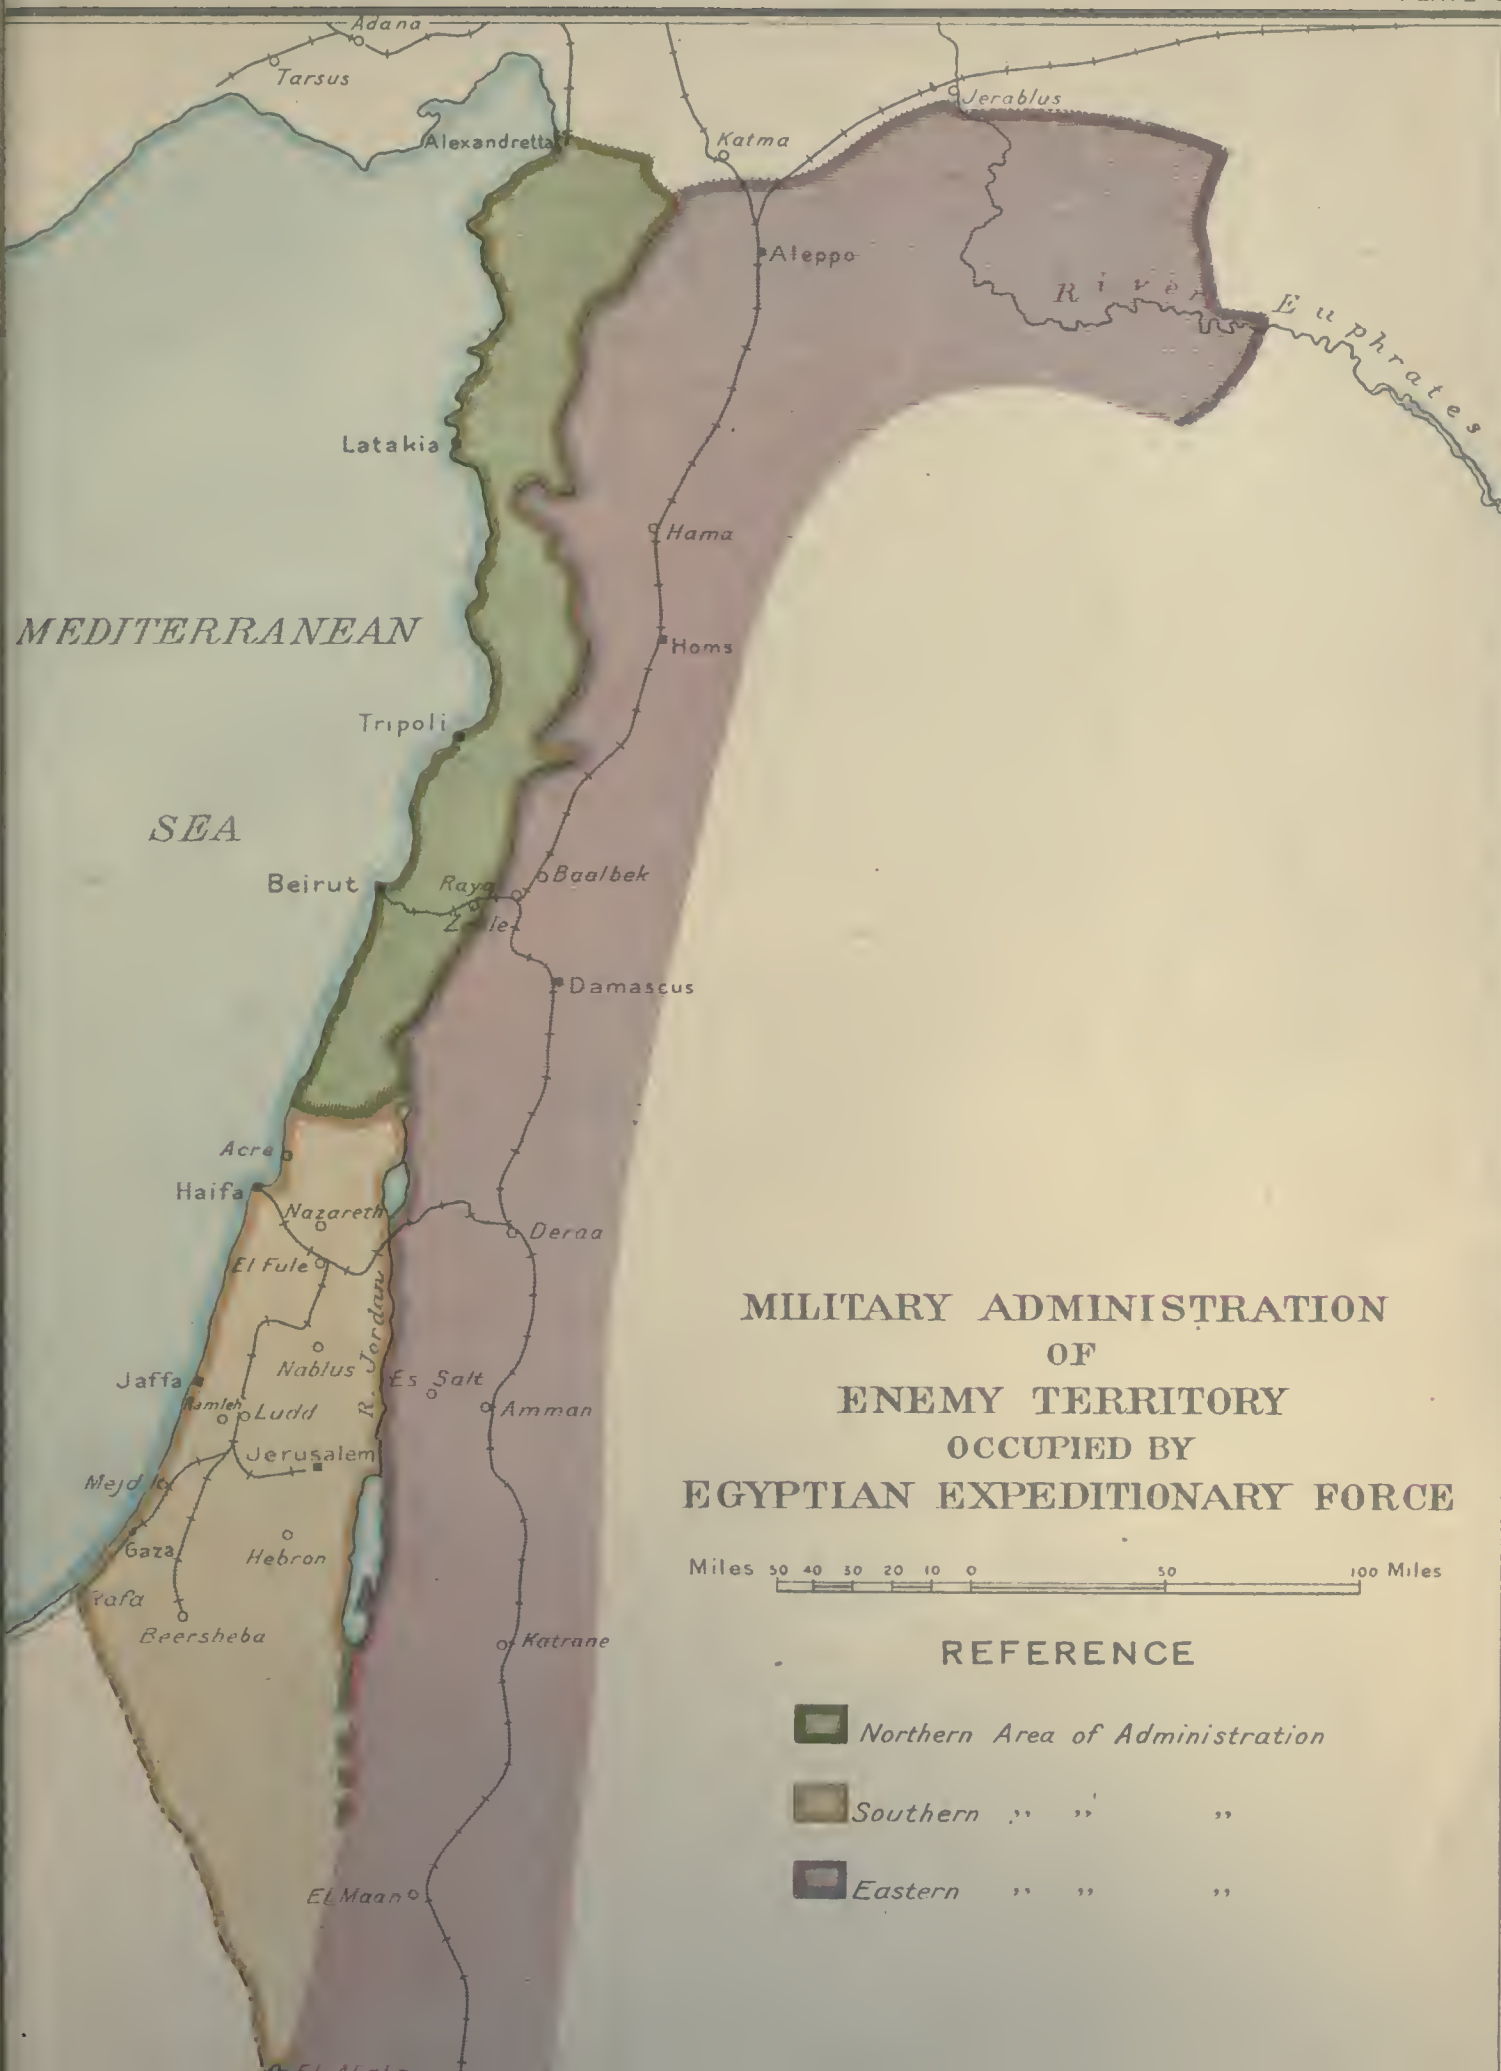 Adana
Tarsus
Jerablus
Alexandretta
Katma
Aleppo
River Euphrates
Latakia
Hama
MEDITERRANEAN
Homs
Tripoli
SEA
Beirut
Raya
Baalbek
Damascus
Acre
Haifa
Nazareth
Deraa
El Fule
R. Jordan
Nablus
Es Salt
Jaffa
Ramleh
Ludd
Amman
Jerusalem
Gaza
Hebron
Rafa
Beersheba
Katrane
El Maan
MILITARY ADMINISTRATION
OF
ENEMY TERRITORY
OCCUPIED BY
EGYPTIAN EXPEDITIONARY FORCE
Miles 50 40 30 20 10 0 50 100 Miles
REFERENCE
Northern Area of Administration
Southern ,, ,, ,,
Eastern ,, ,, ,,